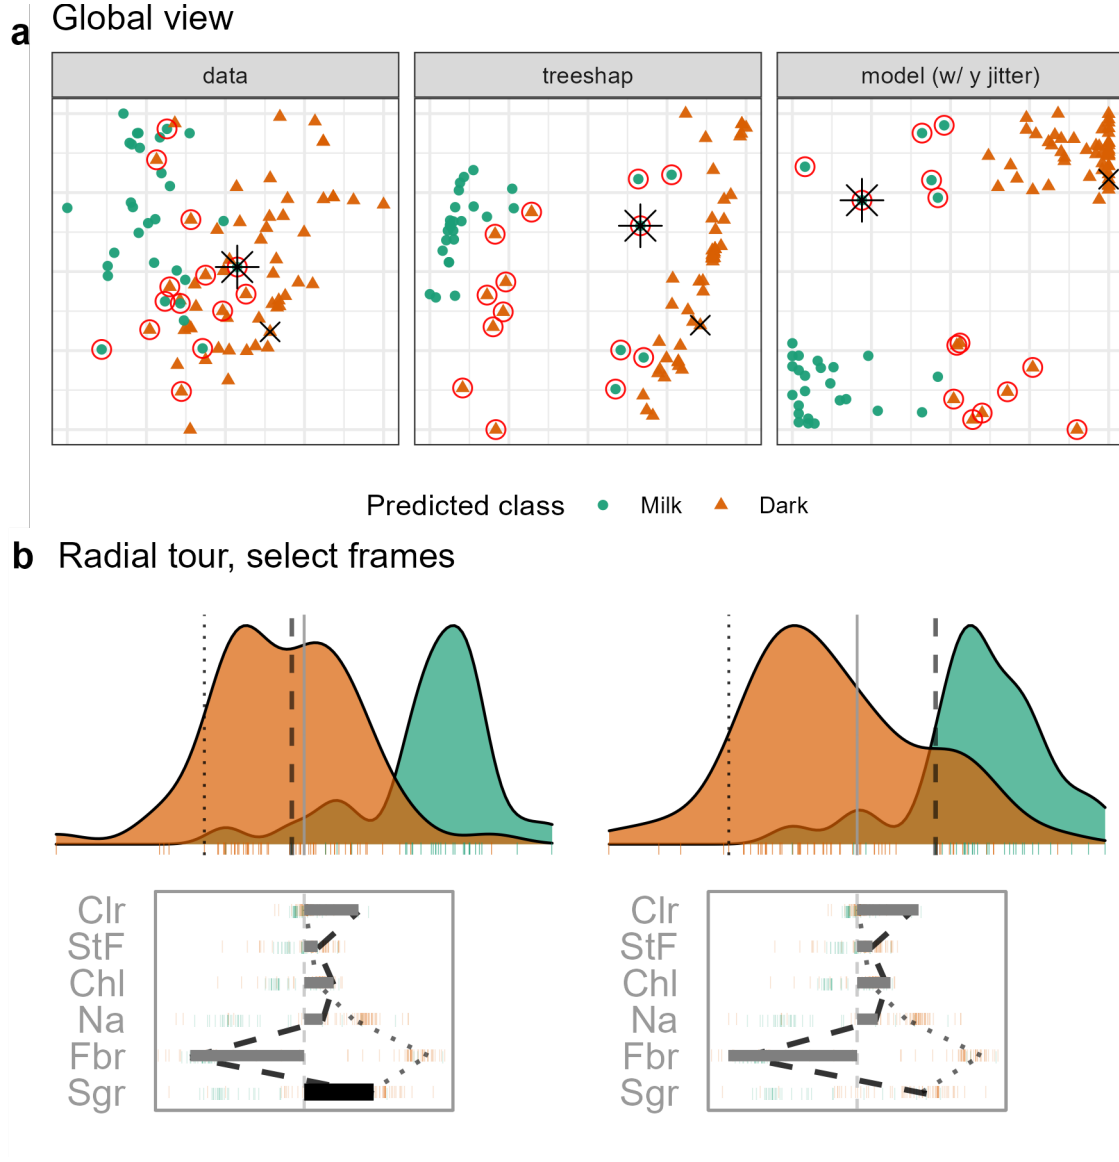 a Global view
data treeshap model (w/ y jitter)
Predicted class Milk Dark
b Radial tour, select frames
Clr Clr
StF StF
Chl Chl
Na Na
Fbr Fbr
Sgr Sgr